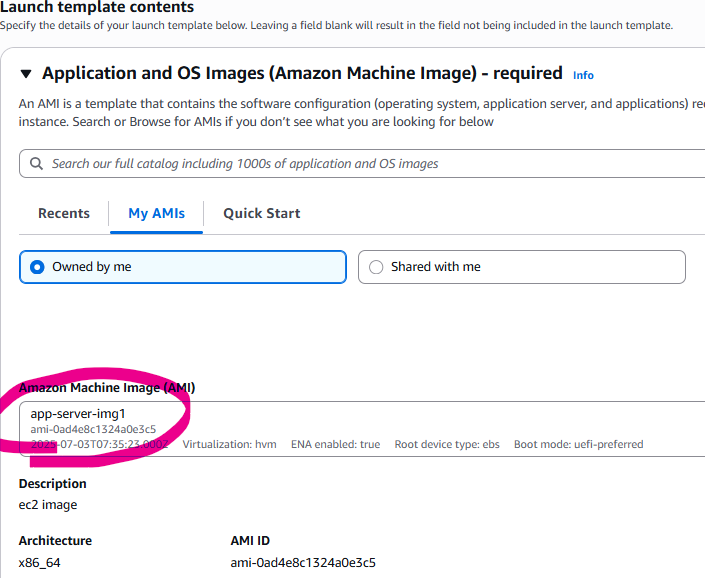 Launch template contents
Specify the details of your launch template below. Leaving a field blank will result in the field not being included in the launch template.
Application and OS Images (Amazon Machine Image) - required Info
An AMI is a template that contains the software configuration (operating system, application server, and applications)
instance. Search or Browse for AMIs if you don't see what you are looking for below
Search our full catalog including 1000s of application and OS images
Recents My AMIs Quick Start
Owned by me Shared with me
Amazon Machine Image (AMI)
app-server-img1
ami-0ad4e8c1324a0e3c5
2025-07-03T07:35:23.000Z Virtualization: hvm ENA enabled: true Root device type: ebs Boot mode: uefi-preferred
Description
ec2 image
Architecture AMI ID
x86_64 ami-0ad4e8c1324a0e3c5